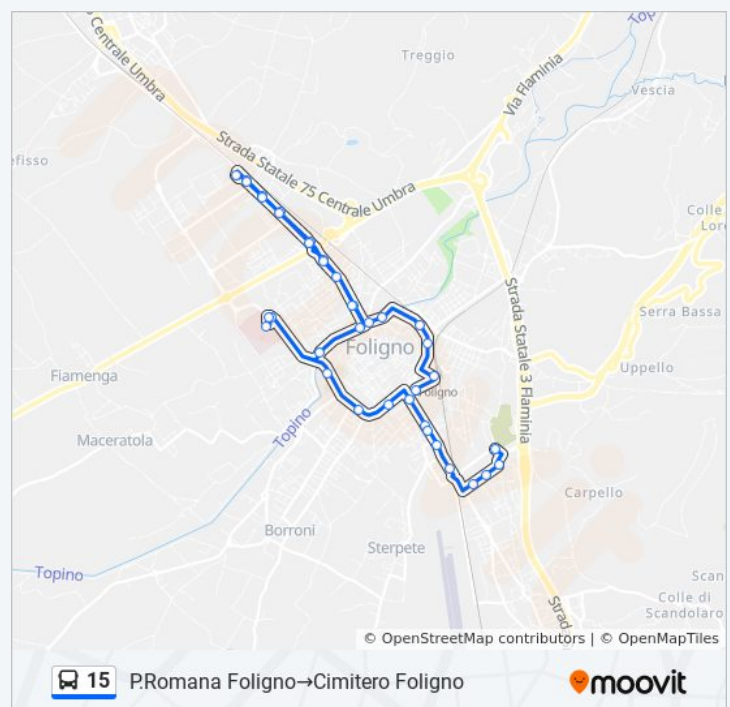 Topi
Treggio
Centrale Umbra
Via Flaminia
Vescia
efisso
Strada Statale 75 Centrale Umbra
Colle
Lore
Strada Statale 3 Flaminia
Serra Bassa
Foligno
Uppello
Fiamenga
Foligno
Topino
Maceratola
Carpello
Borroni
Sterpete
Topino
Scan
Colle di
Scandolaro
Strad
© OpenStreetMap contributors | © OpenMapTiles
15 P.Romana Foligno→Cimitero Foligno
moovit